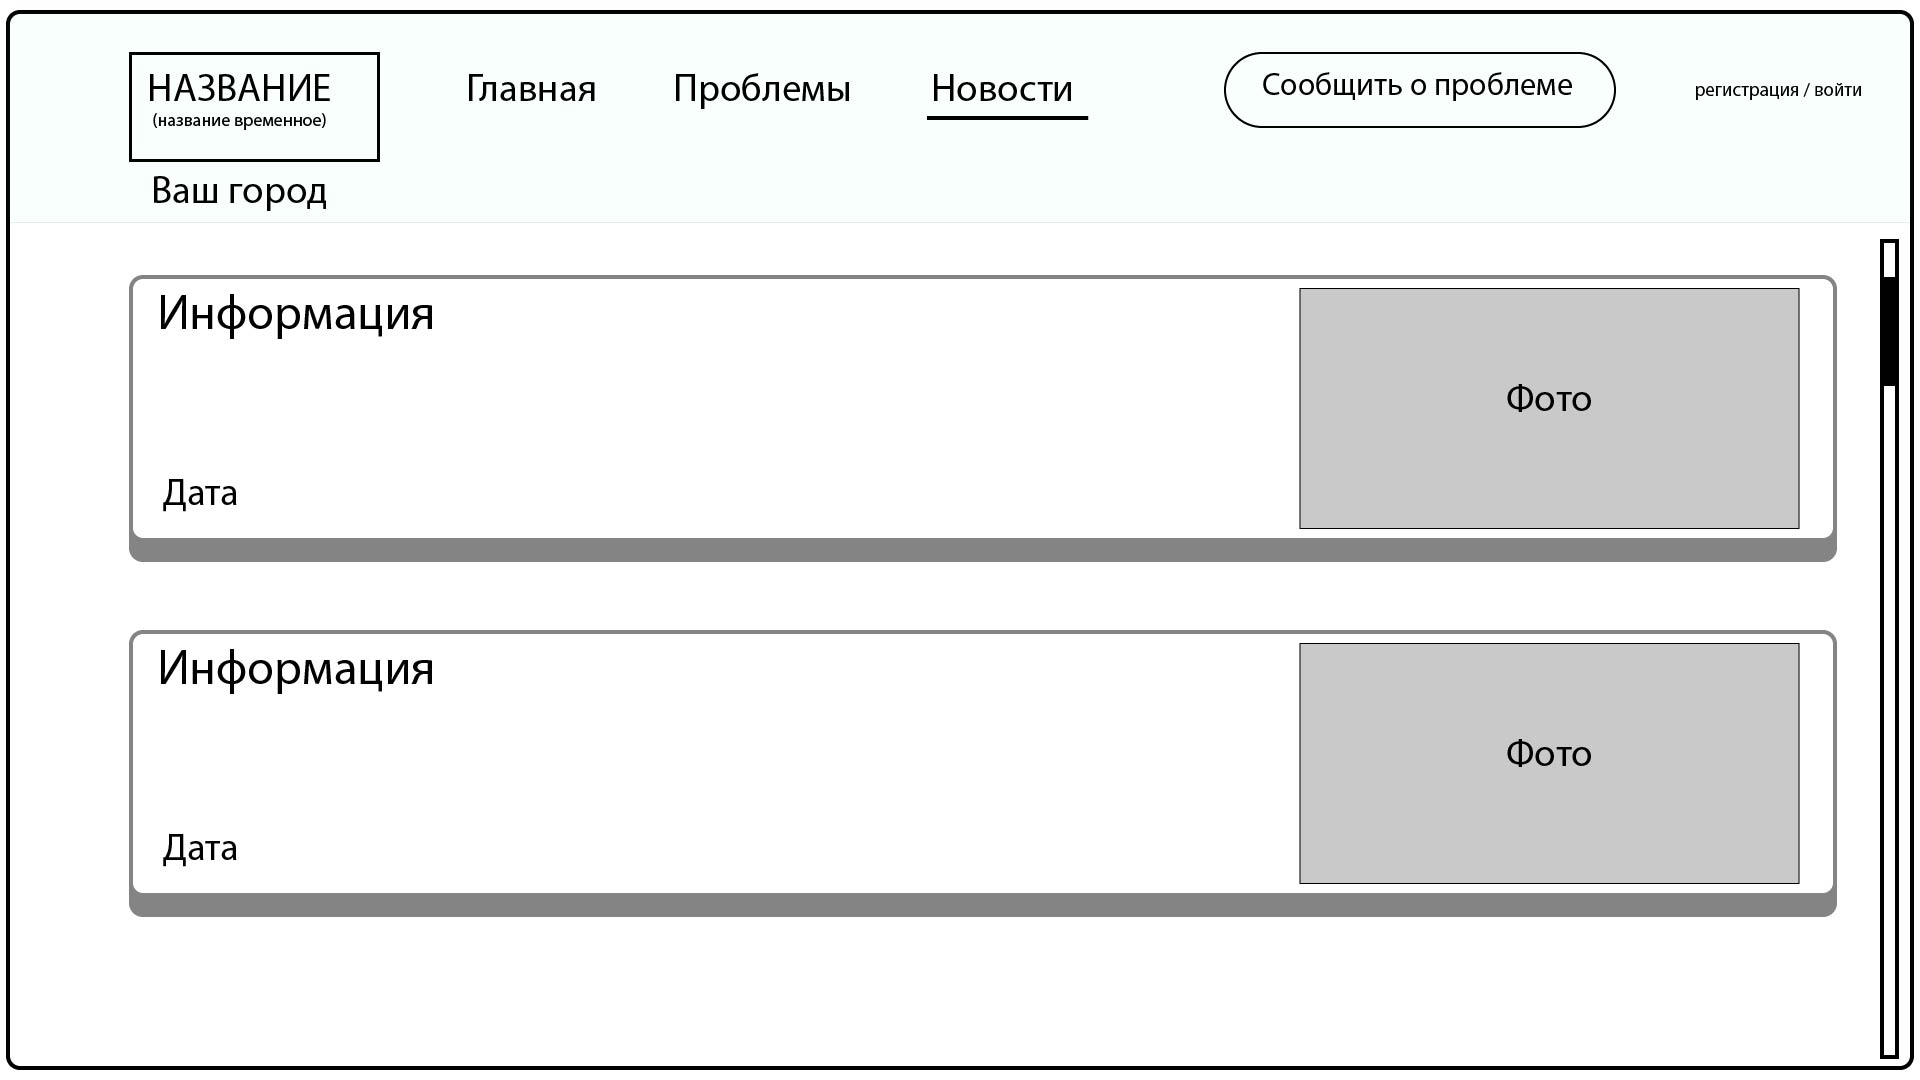 НАЗВАНИЕ
(название временное)
Ваш город
Главная
Проблемы
Новости
Сообщить о проблеме
регистрация / войти
Информация
Фото
Дата
Информация
Фото
Дата